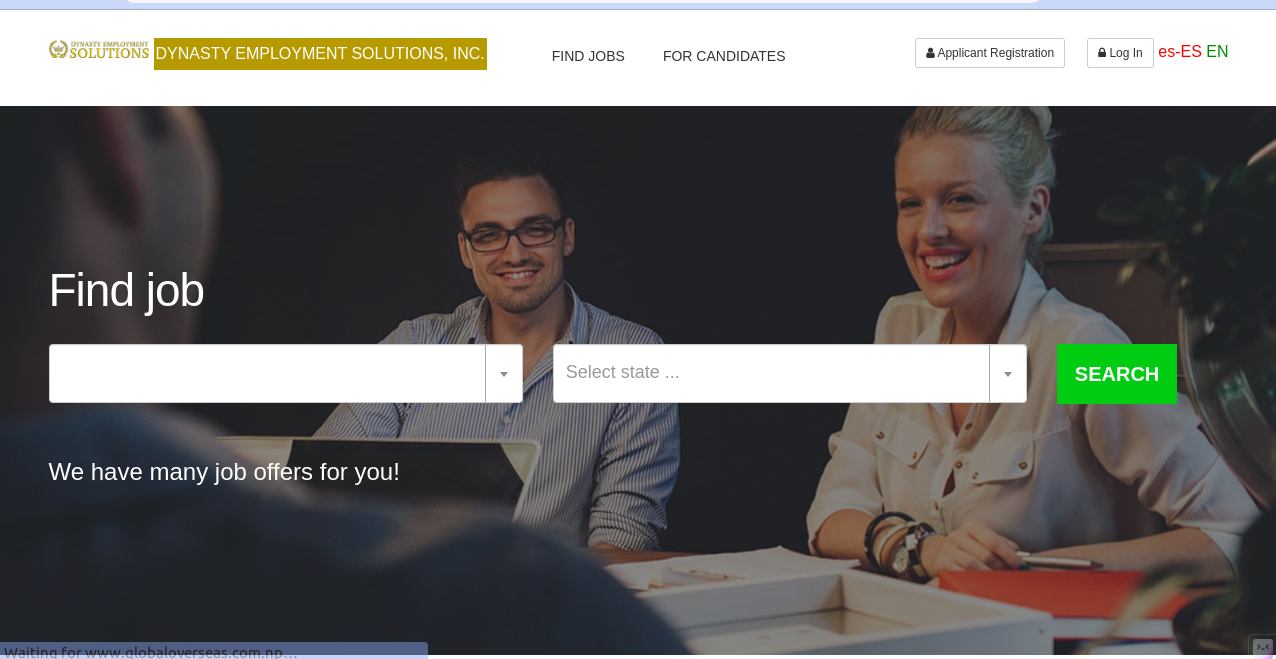 DYNASTY EMPLOYMENT
SOLUTIONS
DYNASTY EMPLOYMENT SOLUTIONS, INC.
FIND JOBS
FOR CANDIDATES
Applicant Registration
Log In
es-ES EN
Find job
Select state ...
SEARCH
We have many job offers for you!
Waiting for www.globaloverseas.com.np…